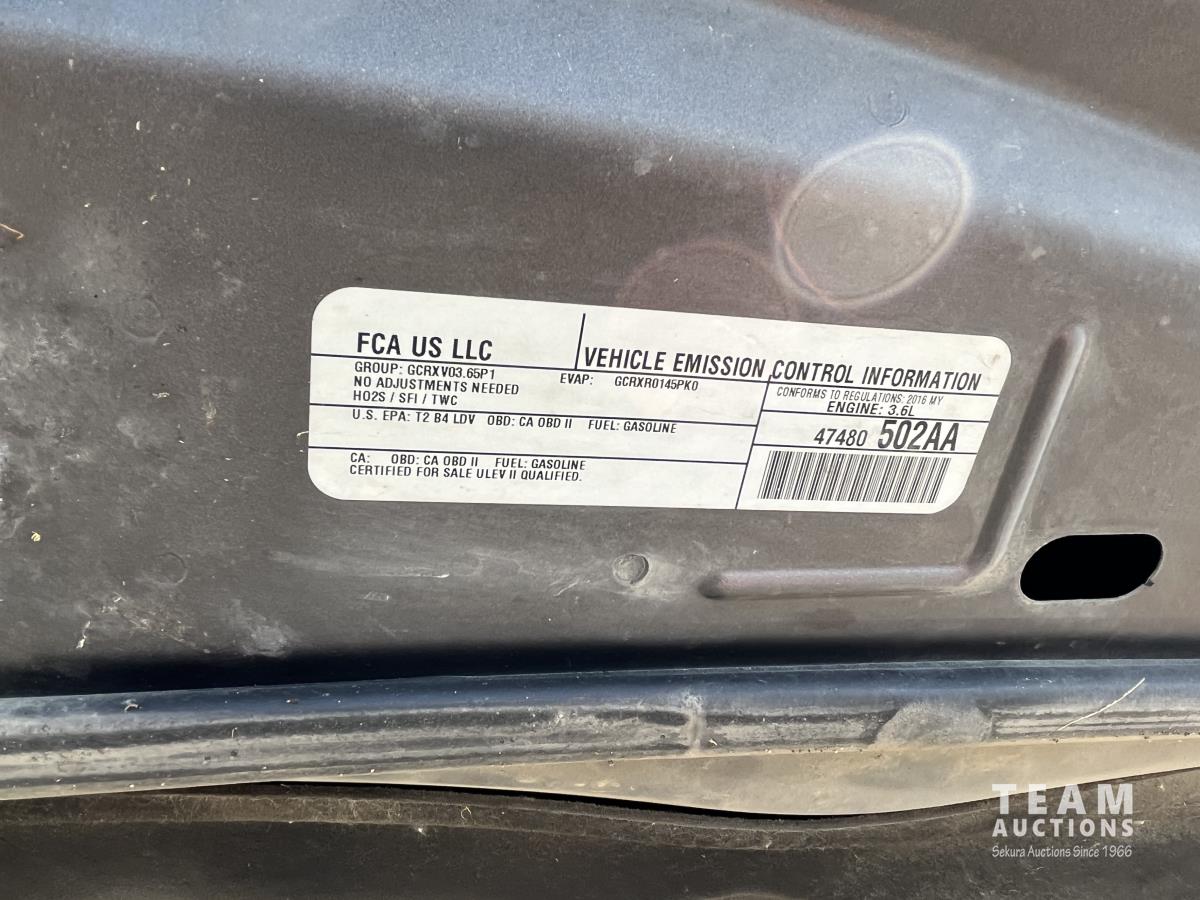 FCA US LLC
VEHICLE EMISSION CONTROL INFORMATION
GROUP: GCRXV03.65P1
EVAP: GCRXR0145PK0
NO ADJUSTMENTS NEEDED
HO2S / SFI / TWC
CONFORMS TO REGULATIONS: 2016 MY
ENGINE: 3.6L
U.S. EPA: T2 B4 LDV OBD: CA OBD II FUEL: GASOLINE
47480 502AA
CA: OBD: CA OBD II FUEL: GASOLINE
CERTIFIED FOR SALE ULEV II QUALIFIED.
TEAM
AUCTIONS
Sekura Auctions Since 1966